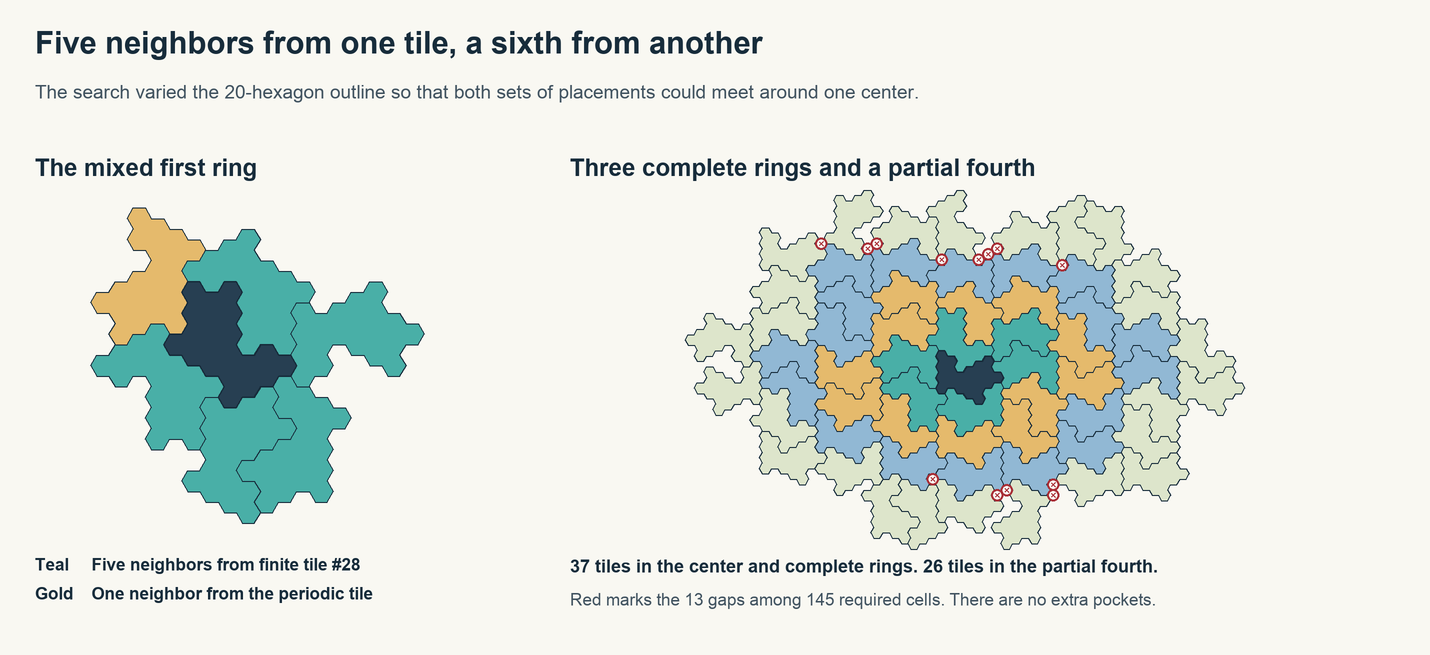 Five neighbors from one tile, a sixth from another
The search varied the 20-hexagon outline so that both sets of placements could meet around one center.
The mixed first ring
Three complete rings and a partial fourth
Teal Five neighbors from finite tile #28
Gold One neighbor from the periodic tile
37 tiles in the center and complete rings. 26 tiles in the partial fourth.
Red marks the 13 gaps among 145 required cells. There are no extra pockets.